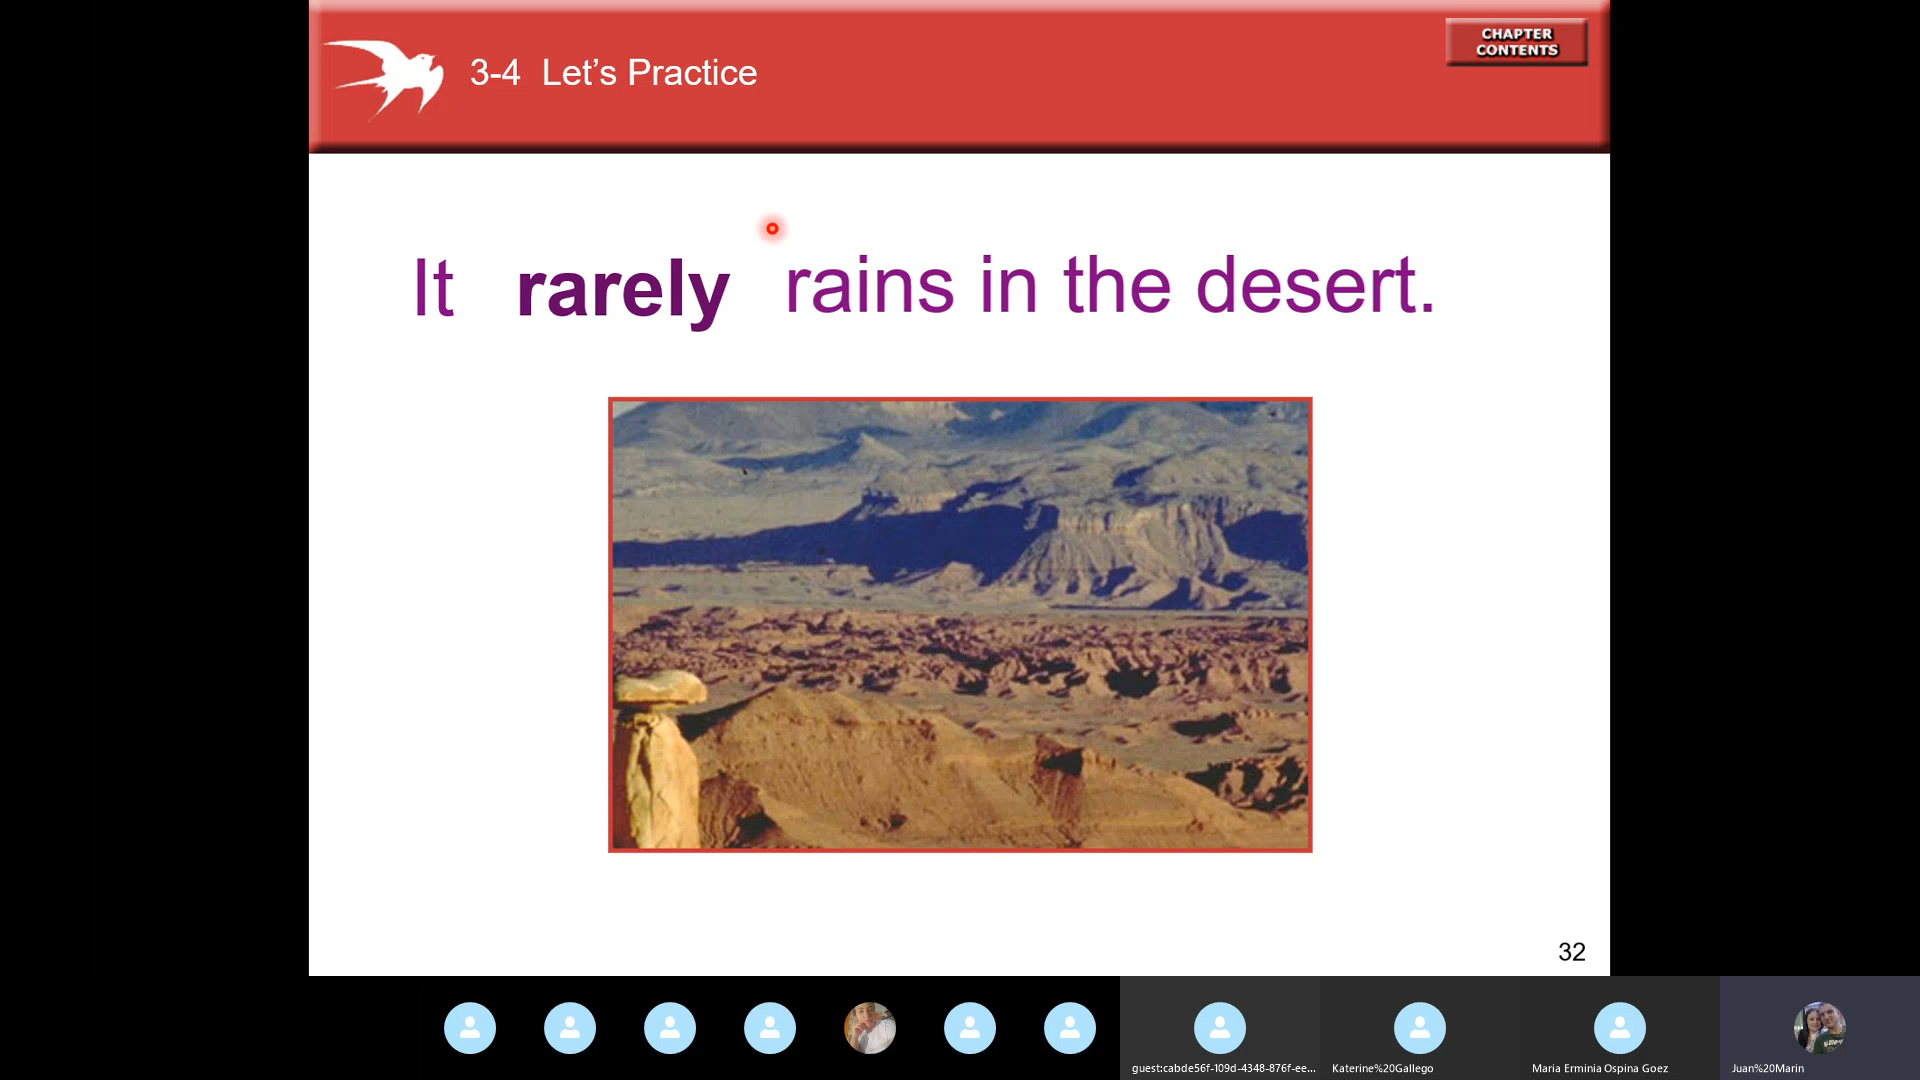 CHAPTER
CONTENTS
3-4 Let’s Practice
It rarely rains in the desert.
32
guest:cabde56f-109d-4348-876f-ee...
Katerine%20Gallego
Maria Erminia Ospina Goez
Juan%20Marin